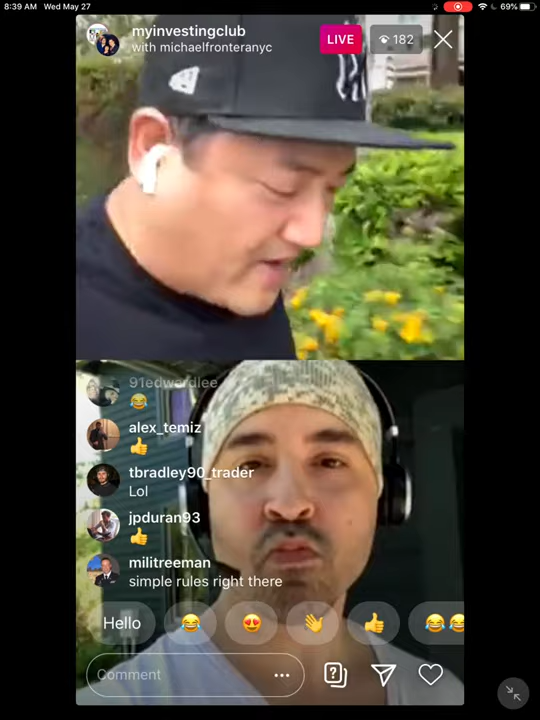 8:39 AM Wed May 27
69%
myinvestingclub
with michaelfronteranyc
LIVE
182
91edwardlee
😂
alex_temiz
👍
tbradley90_trader
Lol
jpduran93
👍
militreeman
simple rules right there
Hello 😂 😍 👋 👍 😂😂
Comment